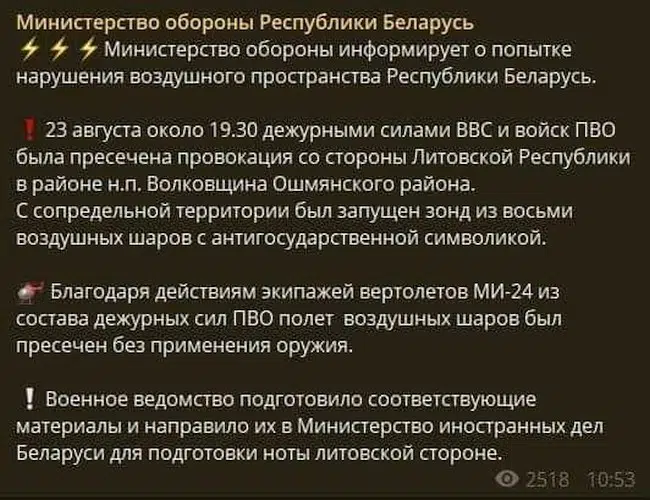 Министерство обороны Республики Беларусь
⚡⚡⚡Министерство обороны информирует о попытке
нарушения воздушного пространства Республики Беларусь.
❗ 23 августа около 19.30 дежурными силами ВВС и войск ПВО
была пресечена провокация со стороны Литовской Республики
в районе н.п. Волковщина Ошмянского района.
С сопредельной территории был запущен зонд из восьми
воздушных шаров с антигосударственной символикой.
🚁 Благодаря действиям экипажей вертолетов МИ-24 из
состава дежурных сил ПВО полет воздушных шаров был
пресечен без применения оружия.
❕ Военное ведомство подготовило соответствующие
материалы и направило их в Министерство иностранных дел
Беларуси для подготовки ноты литовской стороне.
2518 10:53